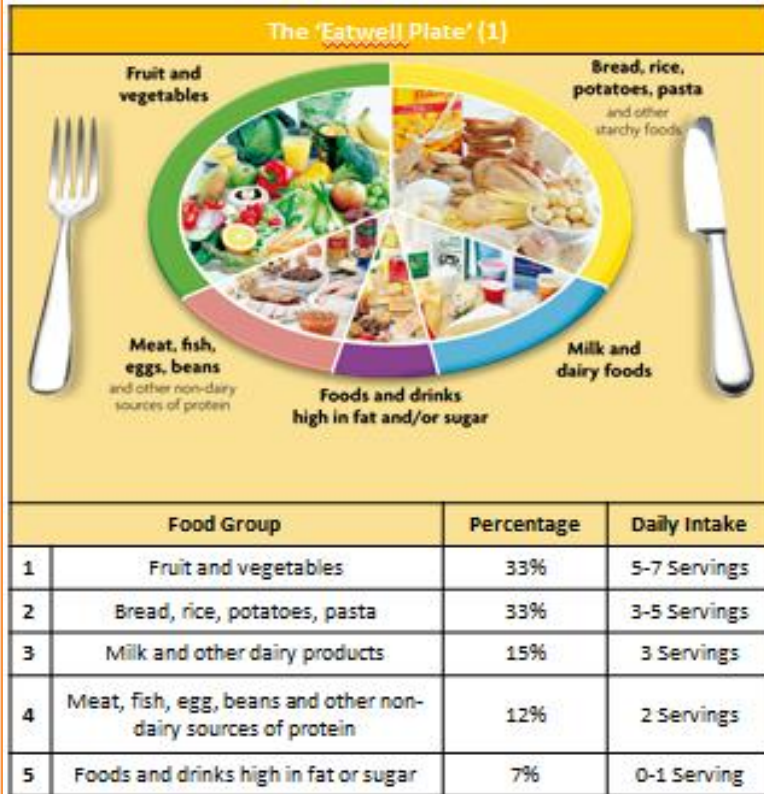 The 'Eatwell Plate' (1)
Fruit and
vegetables
Bread, rice,
potatoes, pasta
and other
starchy foods
Meat, fish,
eggs, beans
and other non-dairy
sources of protein
Foods and drinks
high in fat and/or sugar
Milk and
dairy foods
Food Group Percentage Daily Intake
1 Fruit and vegetables 33% 5-7 Servings
2 Bread, rice, potatoes, pasta 33% 3-5 Servings
3 Milk and other dairy products 15% 3 Servings
4 Meat, fish, egg, beans and other non-
dairy sources of protein 12% 2 Servings
5 Foods and drinks high in fat or sugar 7% 0-1 Serving